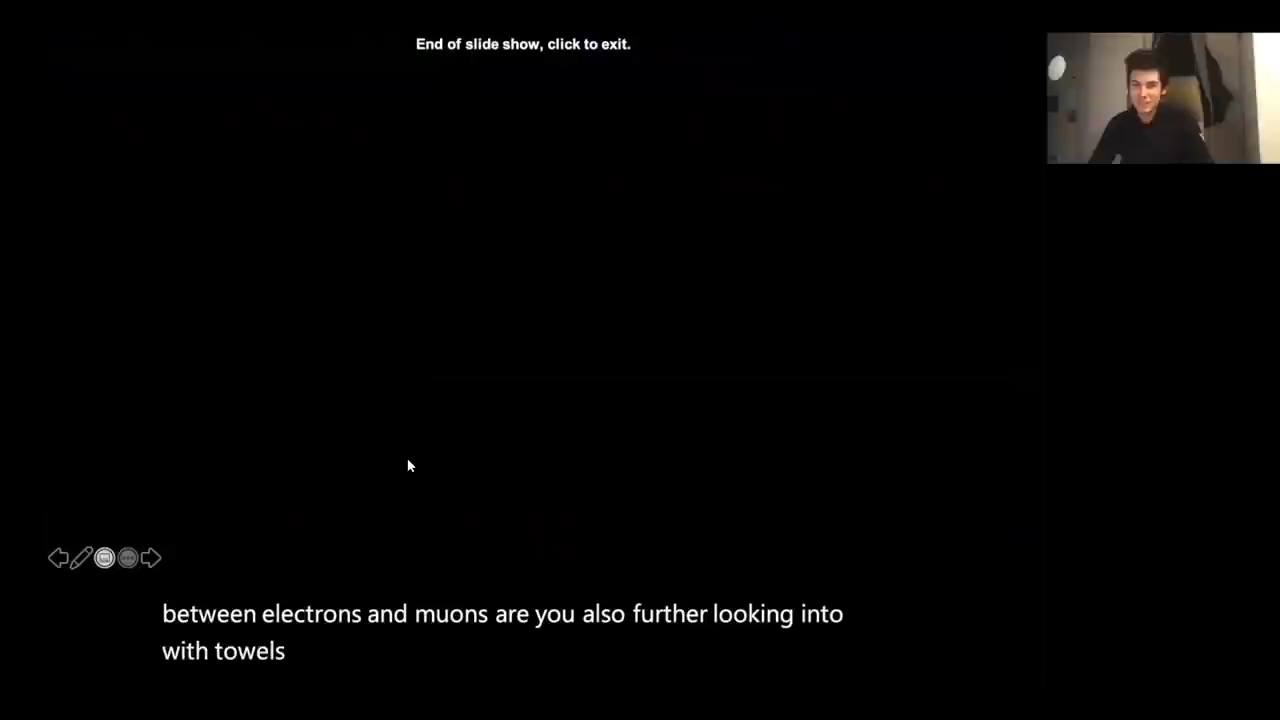 End of slide show, click to exit.
between electrons and muons are you also further looking into
with towels